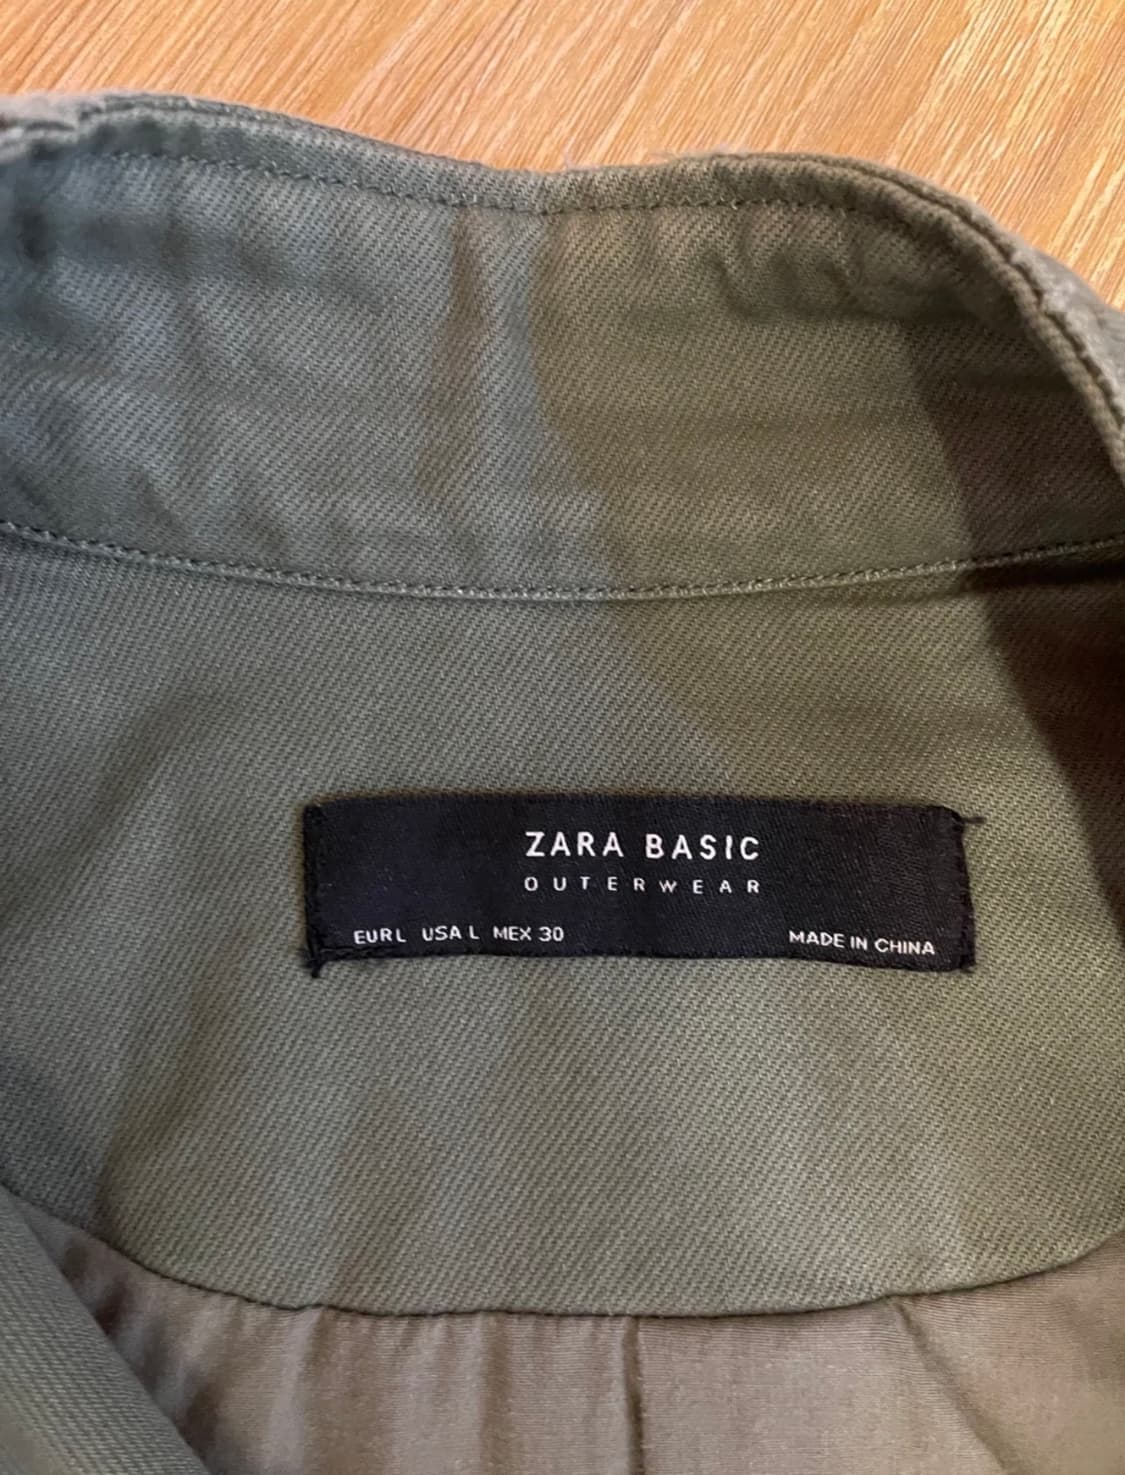 ZARA BASIC
OUTERWEAR
EUR L USA L MEX 30 MADE IN CHINA